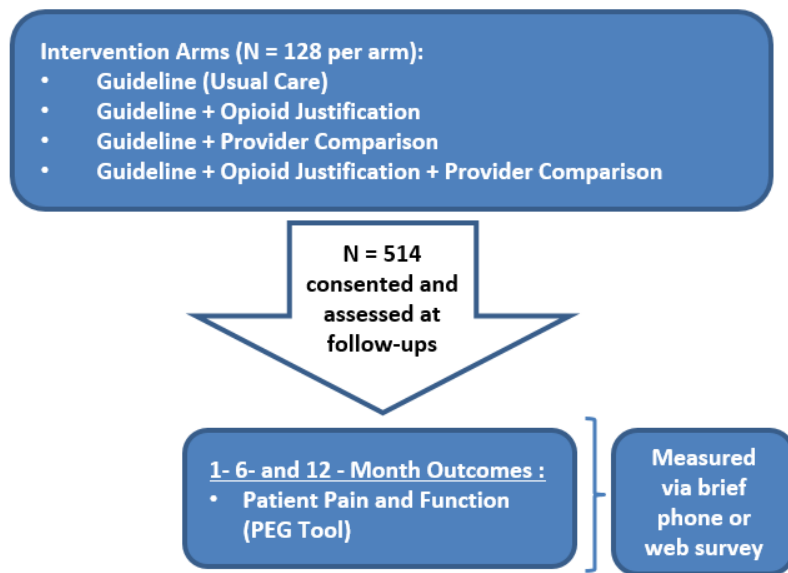 Intervention Arms (N = 128 per arm):
• Guideline (Usual Care)
• Guideline + Opioid Justification
• Guideline + Provider Comparison
• Guideline + Opioid Justification + Provider Comparison
N = 514
consented and
assessed at
follow-ups
1- 6- and 12 - Month Outcomes :
• Patient Pain and Function
(PEG Tool)
Measured
via brief
phone or
web survey